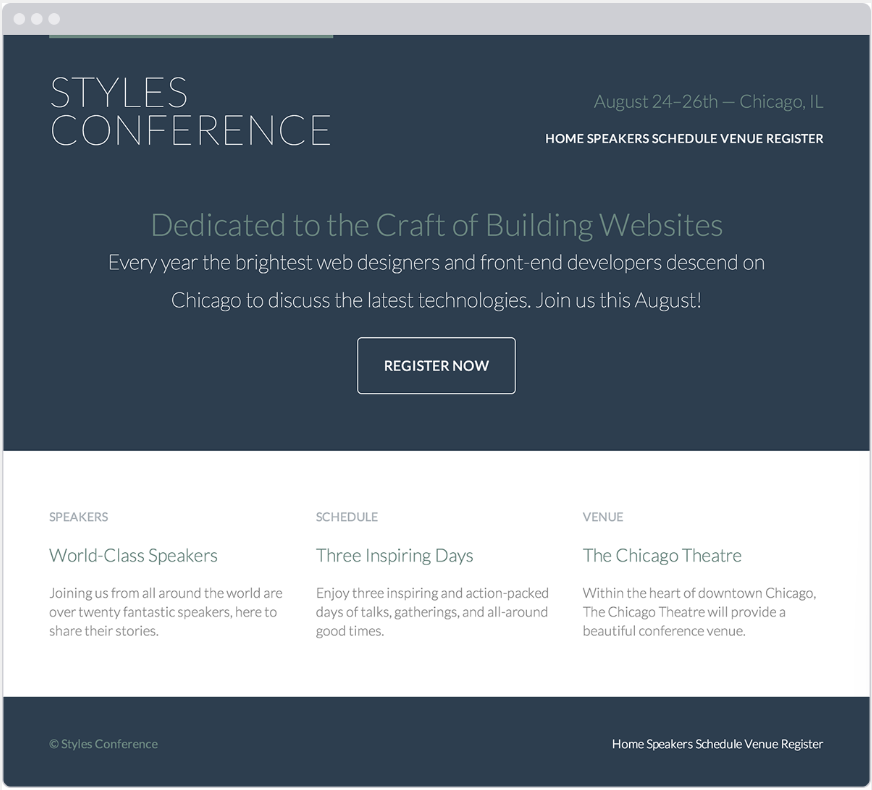 STYLES
CONFERENCE
August 24–26th — Chicago, IL
HOME SPEAKERS SCHEDULE VENUE REGISTER
Dedicated to the Craft of Building Websites
Every year the brightest web designers and front-end developers descend on
Chicago to discuss the latest technologies. Join us this August!
REGISTER NOW
SPEAKERS
World-Class Speakers
Joining us from all around the world are
over twenty fantastic speakers, here to
share their stories.
SCHEDULE
Three Inspiring Days
Enjoy three inspiring and action-packed
days of talks, gatherings, and all-around
good times.
VENUE
The Chicago Theatre
Within the heart of downtown Chicago,
The Chicago Theatre will provide a
beautiful conference venue.
© Styles Conference
Home Speakers Schedule Venue Register